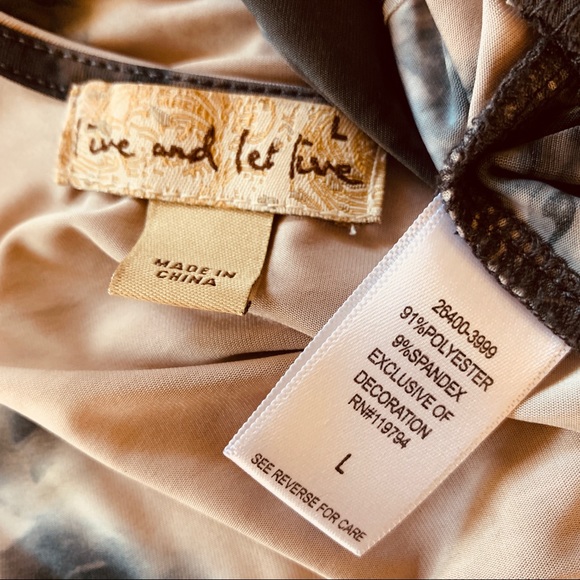 L
live and let live
MADE IN
CHINA
26400-3999
91%POLYESTER
9%SPANDEX
EXCLUSIVE OF
DECORATION
RN#119794
L
SEE REVERSE FOR CARE